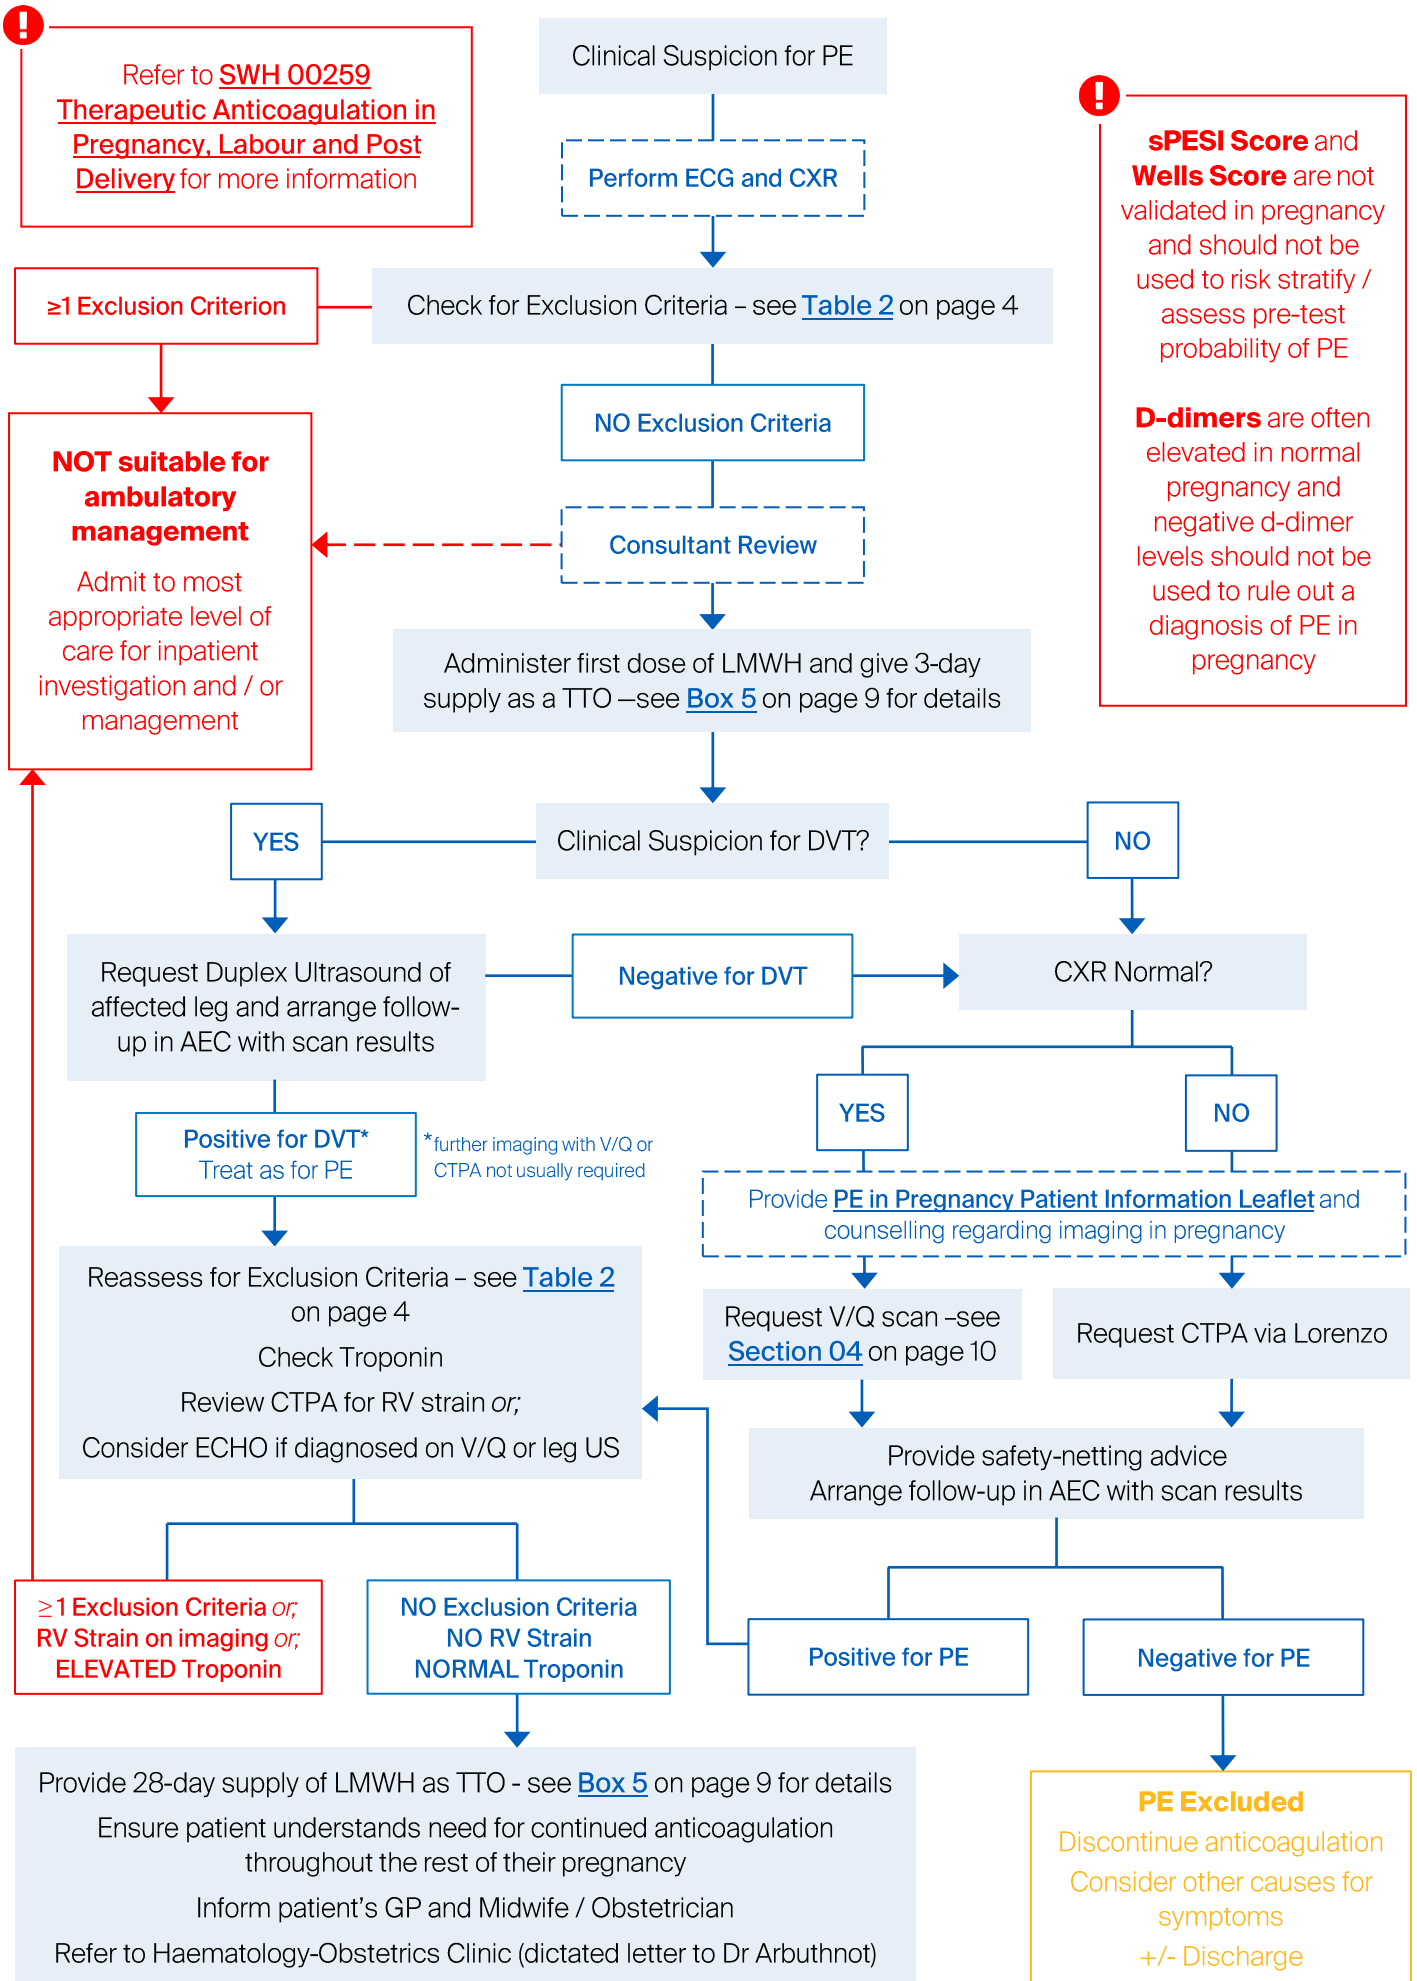 Refer to SWH 00259
Therapeutic Anticoagulation in
Pregnancy, Labour and Post
Delivery for more information
Clinical Suspicion for PE
Perform ECG and CXR
sPESI Score and
Wells Score are not
validated in pregnancy
and should not be
used to risk stratify /
assess pre-test
probability of PE
D-dimers are often
elevated in normal
pregnancy and
negative d-dimer
levels should not be
used to rule out a
diagnosis of PE in
pregnancy
≥1 Exclusion Criterion
Check for Exclusion Criteria – see Table 2 on page 4
NO Exclusion Criteria
NOT suitable for
ambulatory
management
Admit to most
appropriate level of
care for inpatient
investigation and / or
management
Consultant Review
Administer first dose of LMWH and give 3-day
supply as a TTO —see Box 5 on page 9 for details
YES
Clinical Suspicion for DVT?
NO
Request Duplex Ultrasound of
affected leg and arrange follow-
up in AEC with scan results
Negative for DVT
CXR Normal?
YES
NO
Positive for DVT*
Treat as for PE
*further imaging with V/Q or
CTPA not usually required
Provide PE in Pregnancy Patient Information Leaflet and
counselling regarding imaging in pregnancy
Reassess for Exclusion Criteria – see Table 2
on page 4
Check Troponin
Review CTPA for RV strain or;
Consider ECHO if diagnosed on V/Q or leg US
Request V/Q scan –see
Section 04 on page 10
Request CTPA via Lorenzo
Provide safety-netting advice
Arrange follow-up in AEC with scan results
≥ 1 Exclusion Criteria or;
RV Strain on imaging or;
ELEVATED Troponin
NO Exclusion Criteria
NO RV Strain
NORMAL Troponin
Positive for PE
Negative for PE
Provide 28-day supply of LMWH as TTO - see Box 5 on page 9 for details
Ensure patient understands need for continued anticoagulation
throughout the rest of their pregnancy
Inform patient's GP and Midwife / Obstetrician
Refer to Haematology-Obstetrics Clinic (dictated letter to Dr Arbuthnot)
PE Excluded
Discontinue anticoagulation
Consider other causes for
symptoms
+/- Discharge